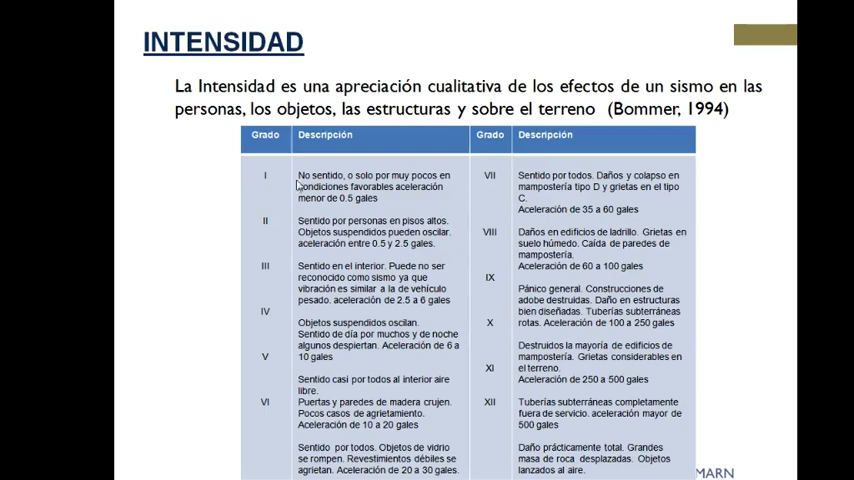 INTENSIDAD
La Intensidad es una apreciación cualitativa de los efectos de un sismo en las
personas, los objetos, las estructuras y sobre el terreno (Bommer, 1994)
Grado
Descripción
I
No sentido, o solo por muy pocos en
condiciones favorables aceleración
menor de 0.5 gales
II
Sentido por personas en pisos altos.
Objetos suspendidos pueden oscilar.
aceleración entre 0.5 y 2.5 gales.
III
Sentido en el interior. Puede no ser
reconocido como sismo ya que
vibración es similar a la de vehículo
pesado. aceleración de 2.5 a 6 gales
IV
Objetos suspendidos oscilan.
Sentido de día por muchos y de noche
algunos despiertan. Aceleración de 6 a
10 gales
V
Sentido casi por todos al interior aire
libre.
Puertas y paredes de madera crujen.
Pocos casos de agrietamiento.
Aceleración de 10 a 20 gales
VI
Sentido por todos. Objetos de vidrio
se rompen. Revestimientos débiles se
agrietan. Aceleración de 20 a 30 gales.
Grado
Descripción
VII
Sentido por todos. Daños y colapso en
mampostería tipo D y grietas en el tipo
C.
Aceleración de 35 a 60 gales
VIII
Daños en edificios de ladrillo. Grietas en
suelo húmedo. Caída de paredes de
mampostería.
Aceleración de 60 a 100 gales
IX
Pánico general. Construcciones de
adobe destruidas. Daño en estructuras
bien diseñadas. Tuberías subterráneas
rotas. Aceleración de 100 a 250 gales
X
Destruidos la mayoría de edificios de
mampostería. Grietas considerables en
el terreno.
Aceleración de 250 a 500 gales
XI
Tuberías subterráneas completamente
fuera de servicio. aceleración mayor de
500 gales
XII
Daño prácticamente total. Grandes
masa de roca desplazadas. Objetos
lanzados al aire.
MARN